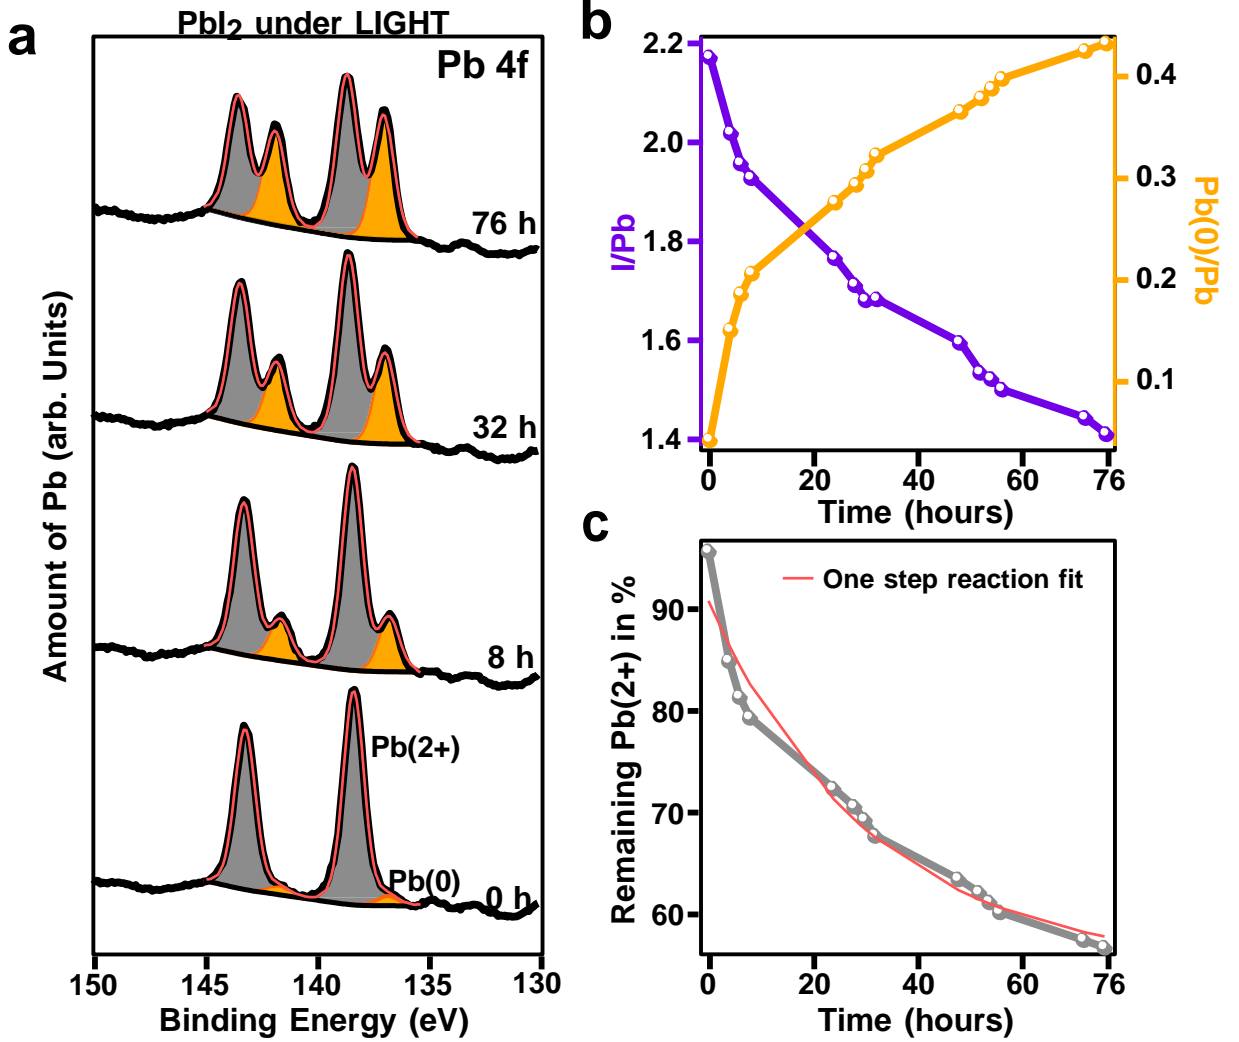 a
PbI2 under LIGHT
Pb 4f
76 h
32 h
8 h
Pb(2+)
Pb(0)
0 h
Amount of Pb (arb. Units)
150 145 140 135 130
Binding Energy (eV)
b
2.2
2.0
1.8
1.6
1.4
I/Pb
0.4
0.3
0.2
0.1
Pb(0)/Pb
0 20 40 60 76
Time (hours)
c
One step reaction fit
90
80
70
60
Remaining Pb(2+) in %
0 20 40 60 76
Time (hours)